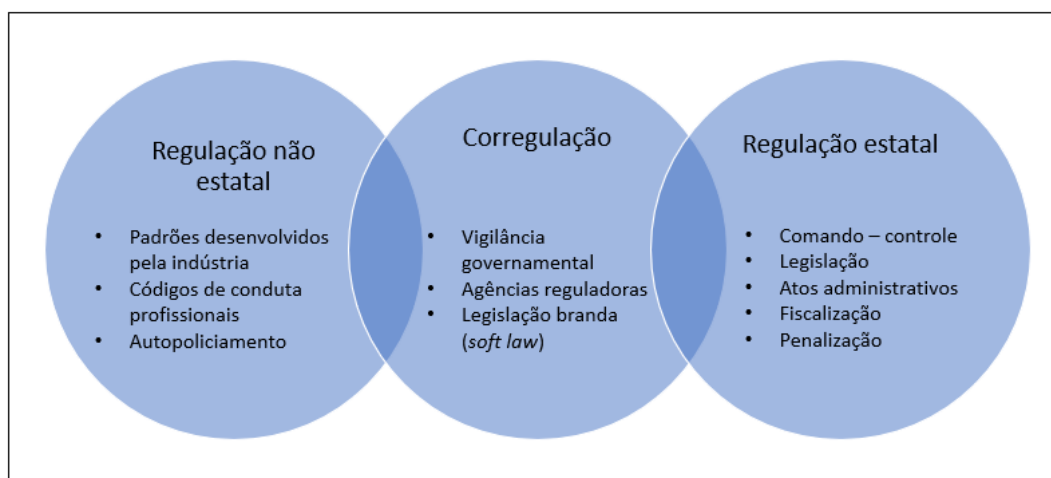 Regulação não
estatal
• Padrões desenvolvidos
pela indústria
• Códigos de conduta
profissionais
• Autopoliciamento
Corregulação
• Vigilância
governamental
• Agências reguladoras
• Legislação branda
(soft law)
Regulação estatal
• Comando – controle
• Legislação
• Atos administrativos
• Fiscalização
• Penalização